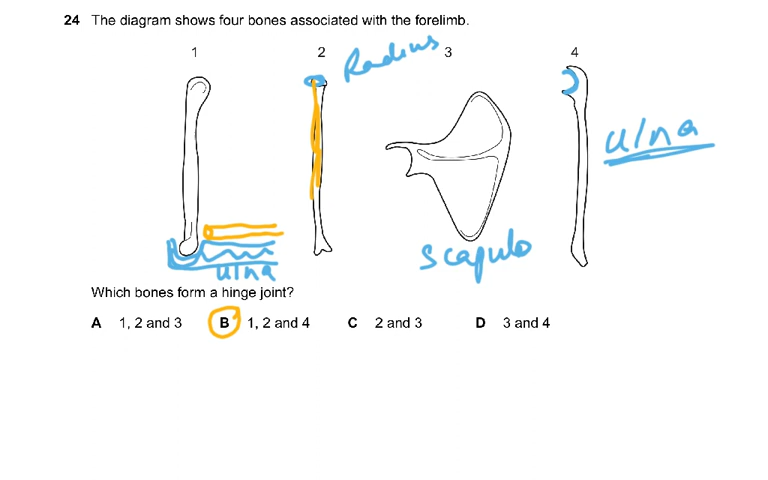 24 The diagram shows four bones associated with the forelimb.
1 2 Radius 3 4
ulna
ulna
Scapulo
Which bones form a hinge joint?
A 1, 2 and 3 B 1, 2 and 4 C 2 and 3 D 3 and 4